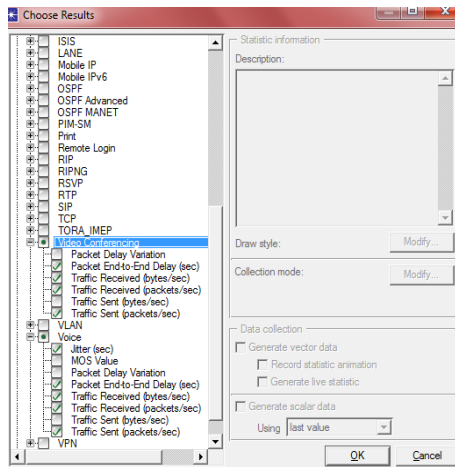 Choose Results
ISIS
LANE
Mobile IP
Mobile IPv6
OSPF
OSPF Advanced
OSPF MANET
PIM-SM
Print
Remote Login
RIP
RIPNG
RSVP
RTP
SIP
TCP
TORA_IMEP
Video Conferencing
Packet Delay Variation
Packet End-to-End Delay (sec)
Traffic Received (bytes/sec)
Traffic Received (packets/sec)
Traffic Sent (bytes/sec)
Traffic Sent (packets/sec)
VLAN
Voice
Jitter (sec)
MOS Value
Packet Delay Variation
Packet End-to-End Delay (sec)
Traffic Received (bytes/sec)
Traffic Received (packets/sec)
Traffic Sent (bytes/sec)
Traffic Sent (packets/sec)
VPN
Statistic information
Description:
Draw style:
Modify...
Collection mode:
Modify...
Data collection
Generate vector data
Record statistic animation
Generate live statistic
Generate scalar data
Using last value
OK
Cancel